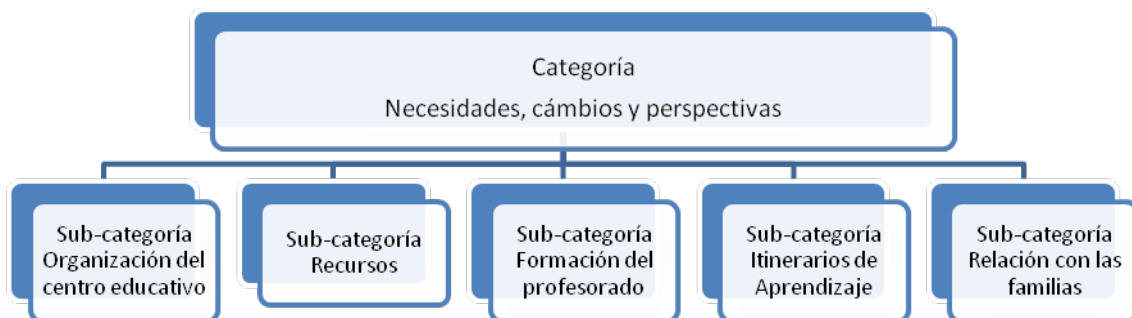 Categoría
Necesidades, cámbios y perspectivas
Sub-categoría
Organización del
centro educativo
Sub-categoría
Recursos
Sub-categoría
Formación del
profesorado
Sub-categoría
Itinerarios de
Aprendizaje
Sub-categoría
Relación con las
familias